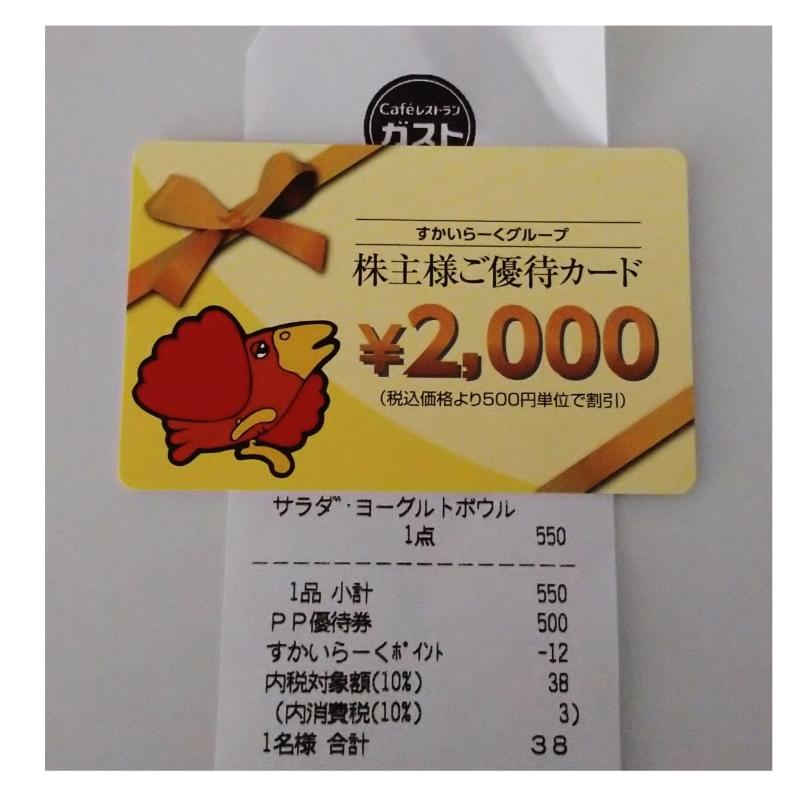 Caféレストラン
ガスト
すかいらーくグループ
株主様ご優待カード
¥2,000
(税込価格より500円単位で割引)
サラダ・ヨーグルトボウル
1点 550
1品 小計 550
PP優待券 500
すかいらーくポイント -12
内税対象額(10%) 38
(内消費税(10%) 3)
1名様 合計 38